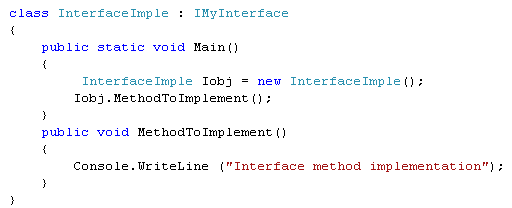 class InterfaceImple : IMyInterface
{
    public static void Main()
    {
         InterfaceImple Iobj = new InterfaceImple();
        Iobj.MethodToImplement();
    }
    public void MethodToImplement()
    {
        Console.WriteLine ("Interface method implementation");
    }
}